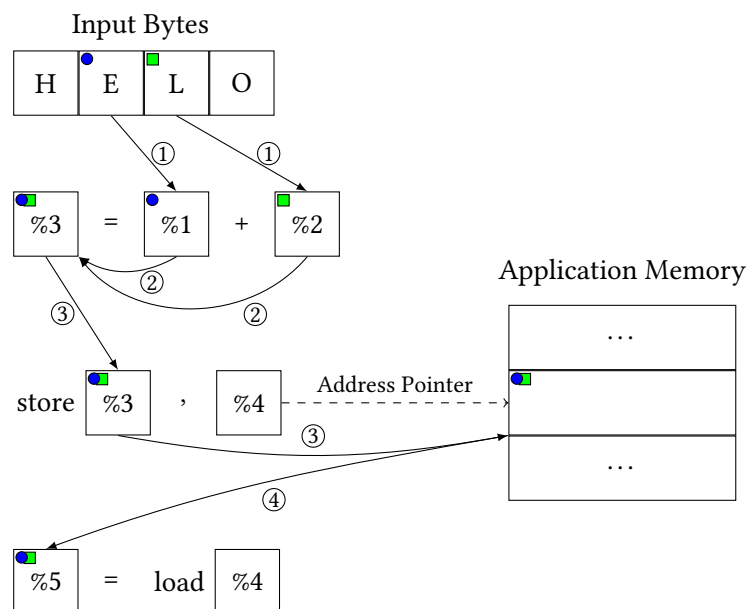 Input Bytes
H E L O
① ①
%3 = %1 + %2
② ②
③
Application Memory
...
store %3 , %4
Address Pointer
③
...
④
%5 = load %4